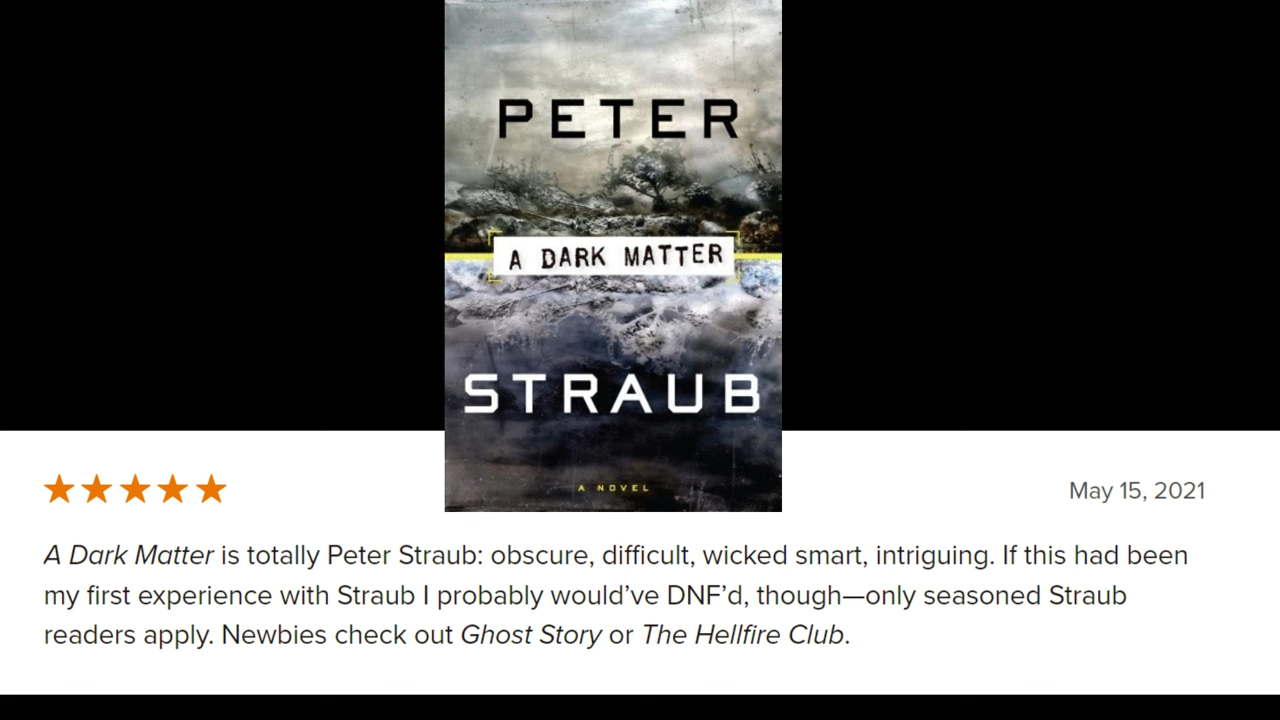 PETER
A DARK MATTER
STRAUB
A NOVEL
May 15, 2021
A Dark Matter is totally Peter Straub: obscure, difficult, wicked smart, intriguing. If this had been
my first experience with Straub I probably would’ve DNF’d, though—only seasoned Straub
readers apply. Newbies check out Ghost Story or The Hellfire Club.